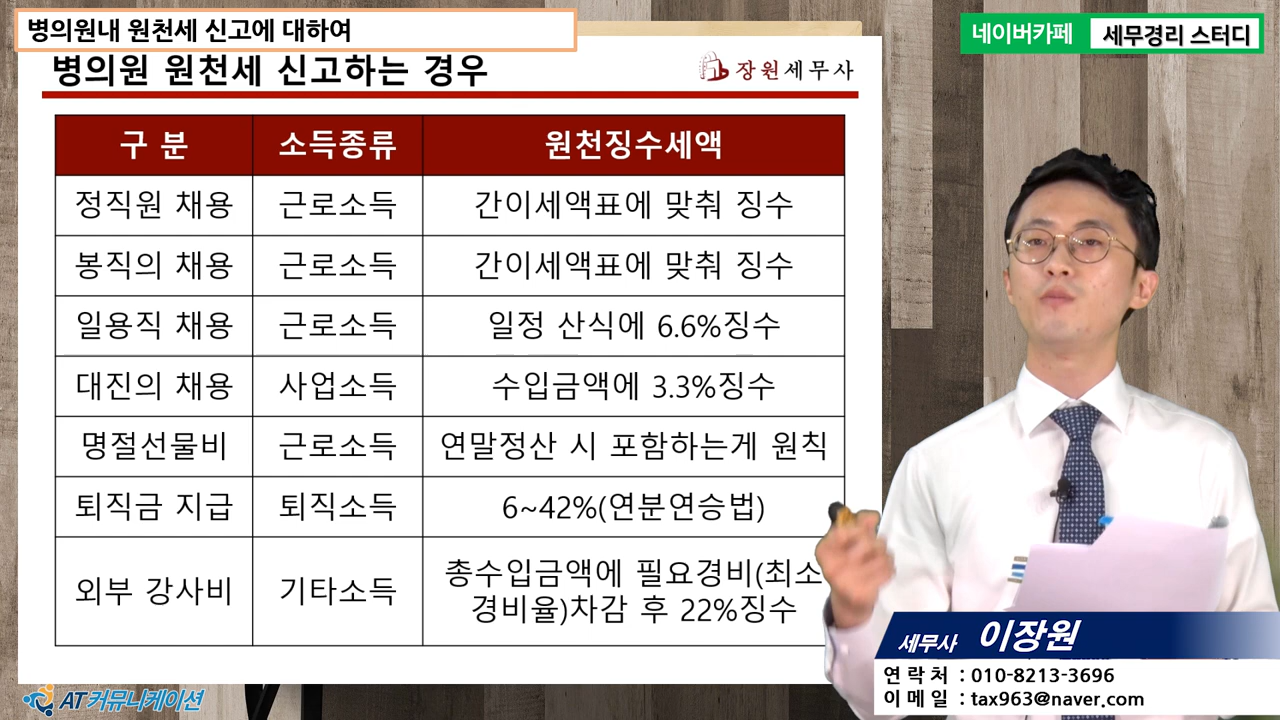 병의원내 원천세 신고에 대하여
네이버카페 세무경리 스터디
병의원 원천세 신고하는 경우
장원세무사
구 분 소득종류 원천징수세액
정직원 채용 근로소득 간이세액표에 맞춰 징수
봉직의 채용 근로소득 간이세액표에 맞춰 징수
일용직 채용 근로소득 일정 산식에 6.6%징수
대진의 채용 사업소득 수입금액에 3.3%징수
명절선물비 근로소득 연말정산 시 포함하는게 원칙
퇴직금 지급 퇴직소득 6~42%(연분연승법)
외부 강사비 기타소득 총수입금액에 필요경비(최소
경비율)차감 후 22%징수
세무사 이장원
연 락 처 : 010-8213-3696
이 메 일 : tax963@naver.com
AT커뮤니케이션